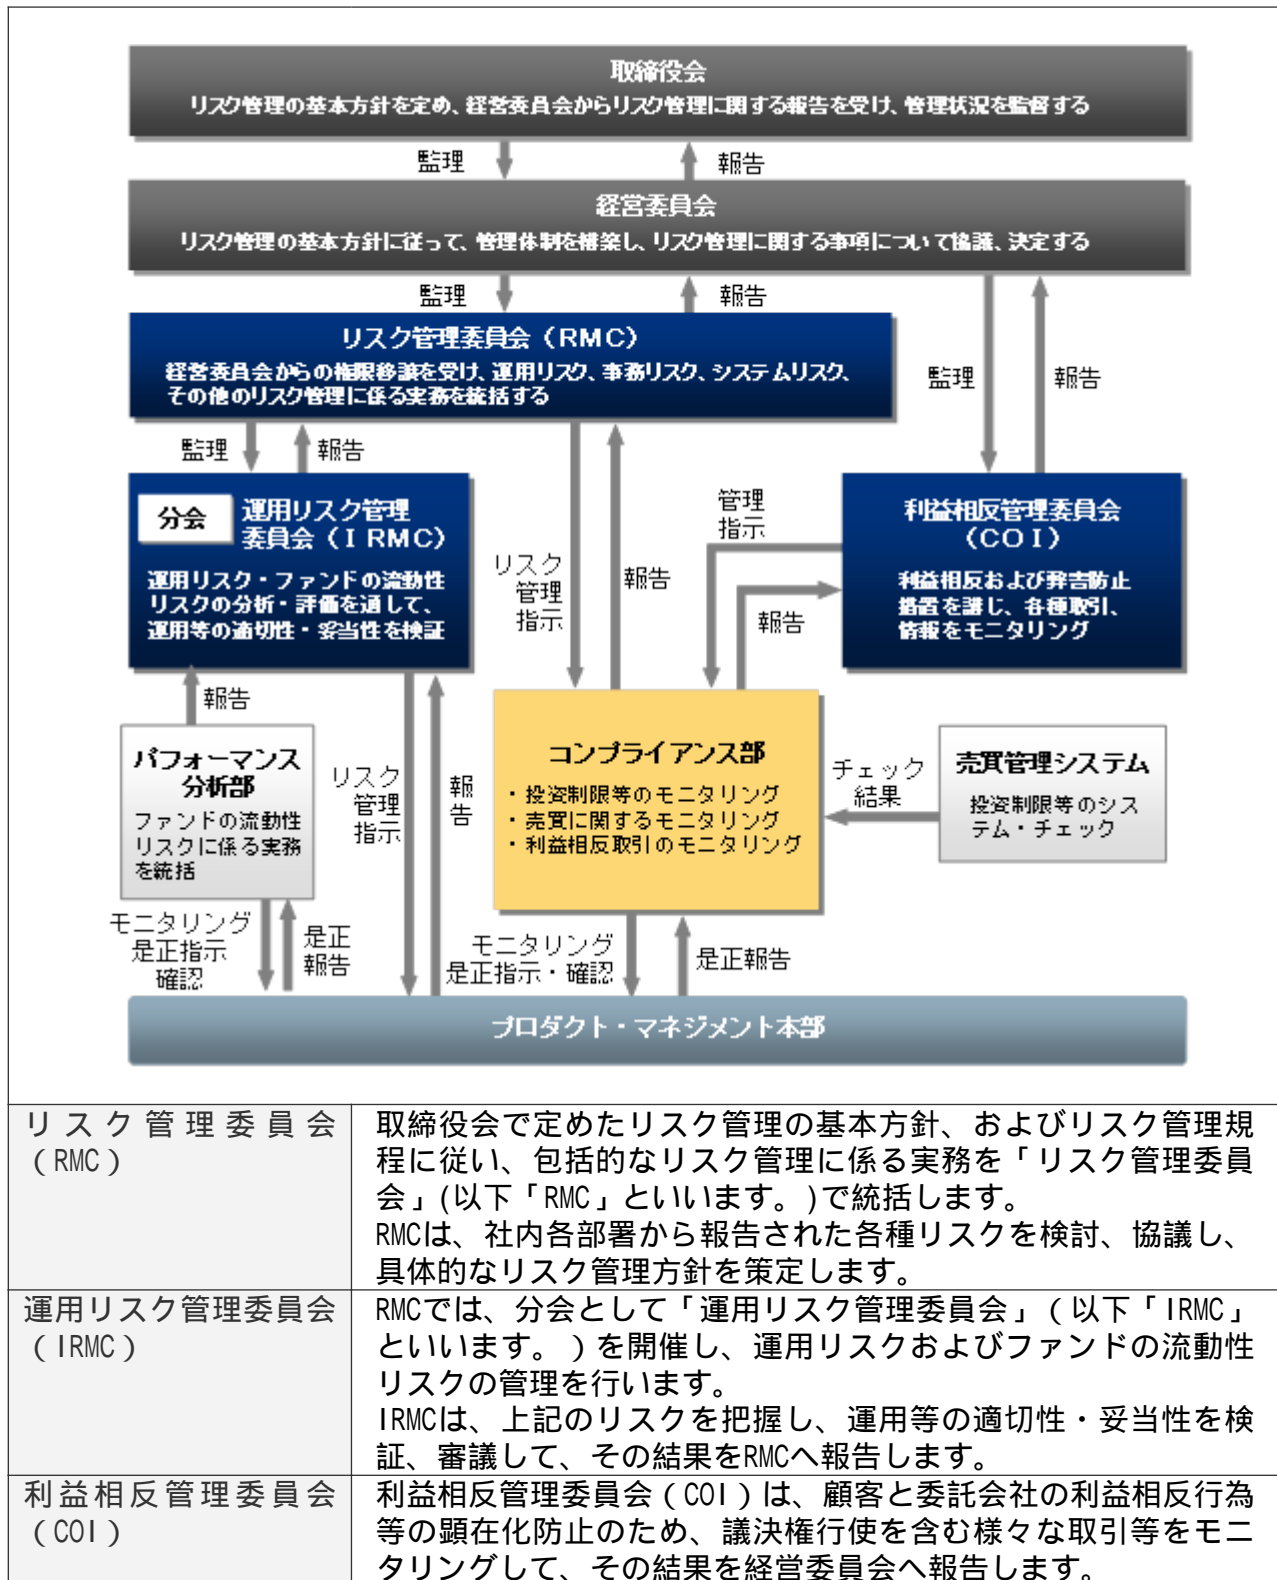 取締役会
リスク管理の基本方針を定め、経営委員会からリスク管理に関する報告を受け、管理状況を監督する
監理
報告
経営委員会
リスク管理の基本方針に従って、管理体制を構築し、リスク管理に関する事項について協議、決定する
監理
報告
リスク管理委員会（RMC）
経営委員会からの権限移譲を受け、運用リスク、事務リスク、システムリスク、
その他のリスク管理に係る実務を統括する
監理
報告
監理
報告
分会
運用リスク管理
委員会（ＩRMC）
運用リスク・ファンドの流動性
リスクの分析・評価を通して、
運用等の適切性・妥当性を検証
リスク
管理
指示
報告
管理
指示
報告
利益相反管理委員会
（COI）
利益相反および弊害防止
措置を講じ、各種取引、
情報をモニタリング
報告
パフォーマンス
分析部
ファンドの流動性
リスクに係る実務
を統括
リスク
管理
指示
報
告
コンプライアンス部
・投資制限等のモニタリング
・売買に関するモニタリング
・利益相反取引のモニタリング
チェック
結果
売買管理システム
投資制限等のシス
テム・チェック
モニタリング
是正指示
確認
是正
報告
モニタリング
是正指示・確認
是正報告
プロダクト・マネジメント本部
リスク管理委員会
（RMC）
取締役会で定めたリスク管理の基本方針、およびリスク管理規
程に従い、包括的なリスク管理に係る実務を「リスク管理委員
会」(以下「RMC」といいます。)で統括します。
RMCは、社内各部署から報告された各種リスクを検討、協議し、
具体的なリスク管理方針を策定します。
運用リスク管理委員会
（IRMC）
RMCでは、分会として「運用リスク管理委員会」（以下「IRMC」
といいます。）を開催し、運用リスクおよびファンドの流動性
リスクの管理を行います。
IRMCは、上記のリスクを把握し、運用等の適切性・妥当性を検
証、審議して、その結果をRMCへ報告します。
利益相反管理委員会
（COI）
利益相反管理委員会（COI）は、顧客と委託会社の利益相反行為
等の顕在化防止のため、議決権行使を含む様々な取引等をモニ
タリングして、その結果を経営委員会へ報告します。